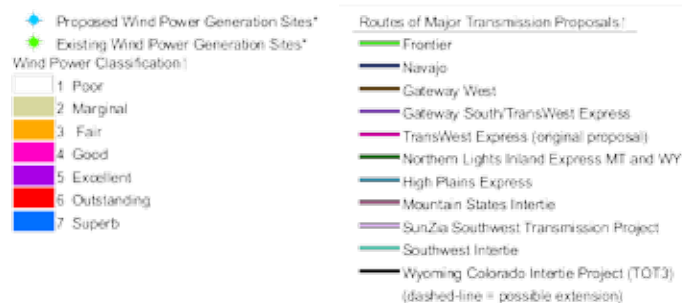 Proposed Wind Power Generation Sites*
Existing Wind Power Generation Sites*
Wind Power Classification†
1 Poor
2 Marginal
3 Fair
4 Good
5 Excellent
6 Outstanding
7 Superb
Routes of Major Transmission Proposals†
Frontier
Navajo
Gateway West
Gateway South/TransWest Express
TransWest Express (original proposal)
Northern Lights Inland Express MT and WY
High Plains Express
Mountain States Intertie
SunZia Southwest Transmission Project
Southwest Intertie
Wyoming Colorado Intertie Project (TOT3)
(dashed-line = possible extension)